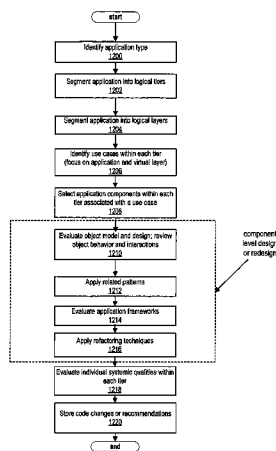 start
Identify application type
1200
Segment application into logical tiers
1202
Segment application into logical layers
1204
Identify use cases within each tier
(focus on application and virtual layer)
1206
Select application components within each
tier associated with a use case
1208
Evaluate object model and design; review
object behavior and interactions
1210
Apply related patterns
1212
Evaluate application frameworks
1214
Apply refactoring techniques
1216
component
level design
or redesign
Evaluate individual systemic qualities within
each tier
1218
Store code changes or recommendations
1220
end